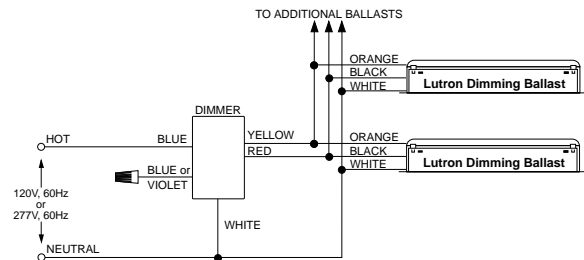 TO ADDITIONAL BALLASTS
ORANGE
BLACK
WHITE
Lutron Dimming Ballast
DIMMER
HOT
BLUE
YELLOW
RED
ORANGE
BLACK
WHITE
Lutron Dimming Ballast
BLUE or
VIOLET
120V, 60Hz
or
277V, 60Hz
WHITE
NEUTRAL